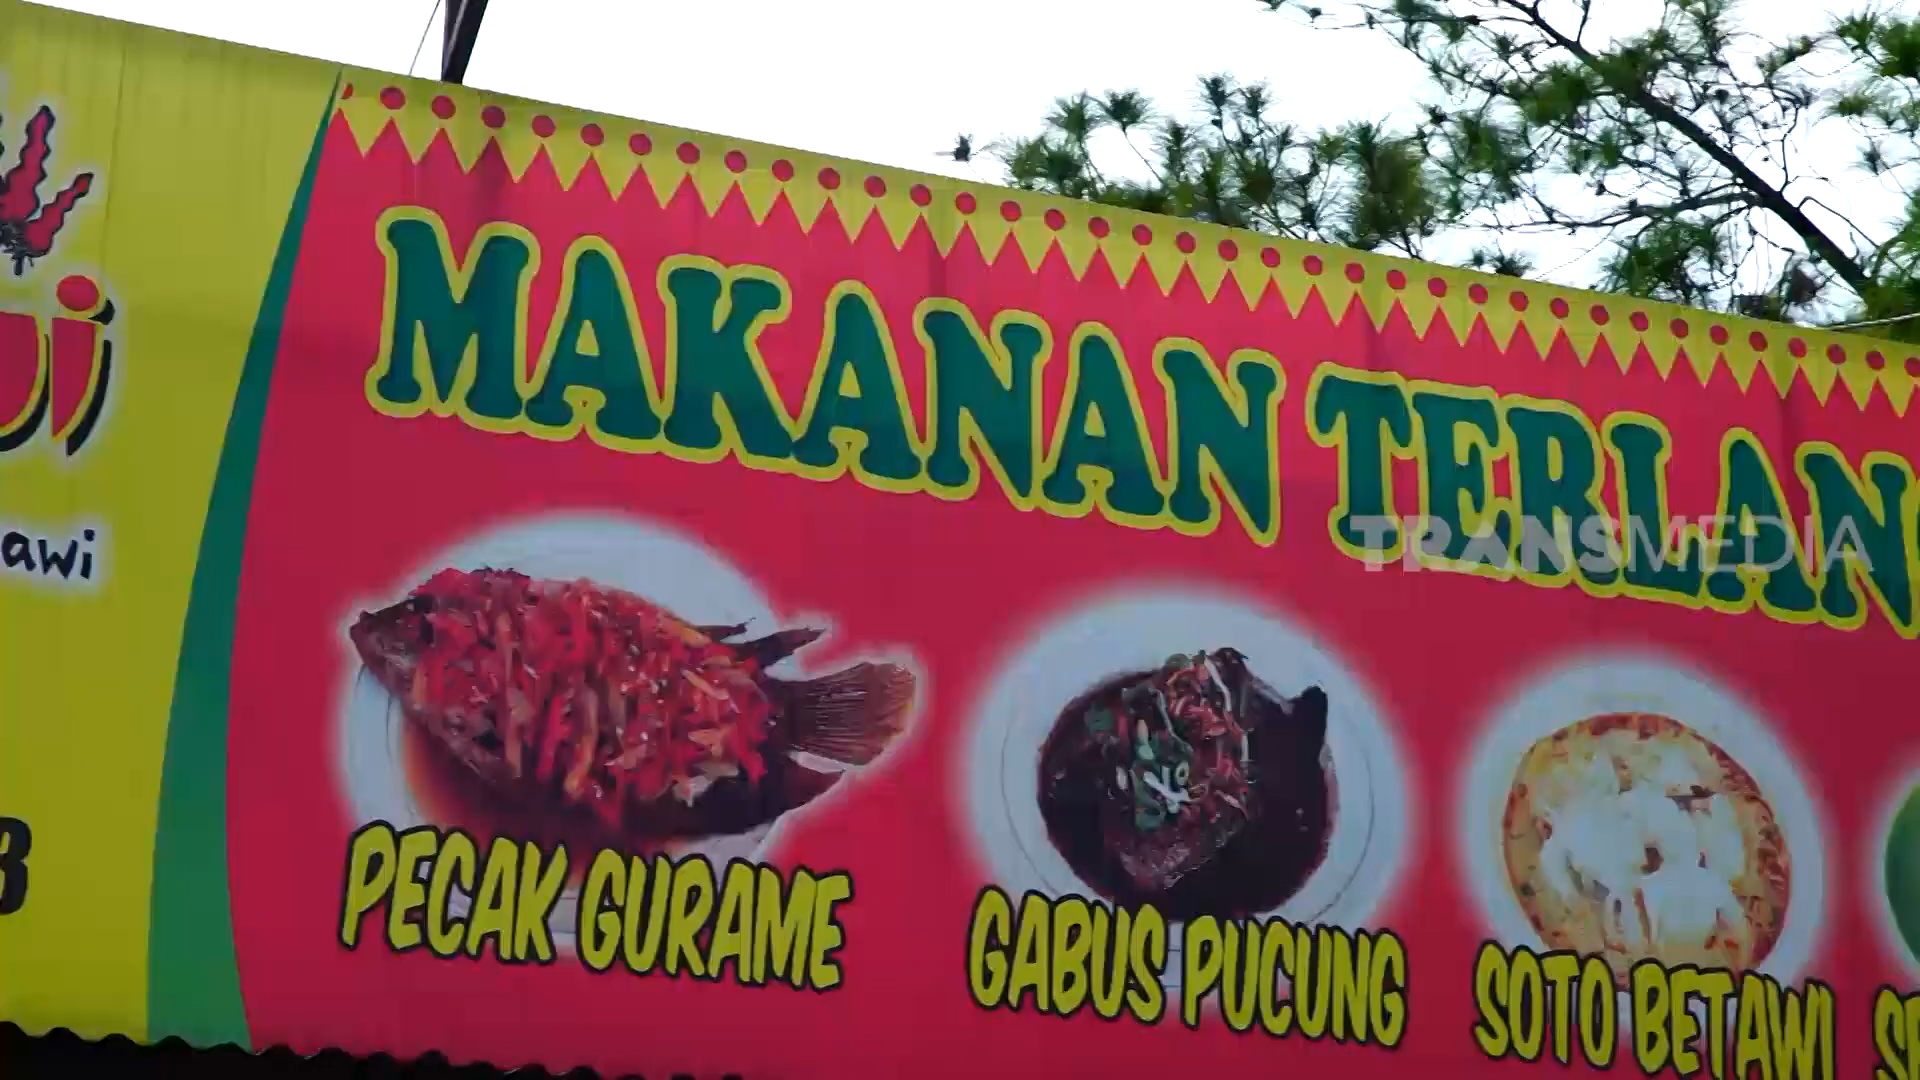 MAKANAN TERLAN
TRANSMEDIA
awi
PECAK GURAME
GABUS PUCUNG
SOTO BETAWI